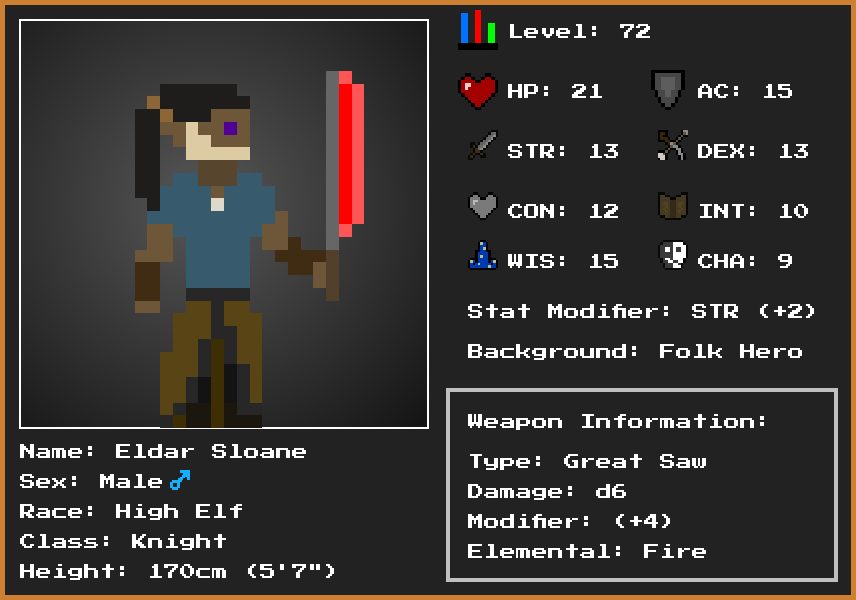 Level: 72
HP: 21
AC: 15
STR: 13
DEX: 13
CON: 12
INT: 10
WIS: 15
CHA: 9
Stat Modifier: STR (+2)
Background: Folk Hero
Weapon Information:
Type: Great Saw
Damage: d6
Modifier: (+4)
Elemental: Fire
Name: Eldar Sloane
Sex: Male♂
Race: High Elf
Class: Knight
Height: 170cm (5'7")